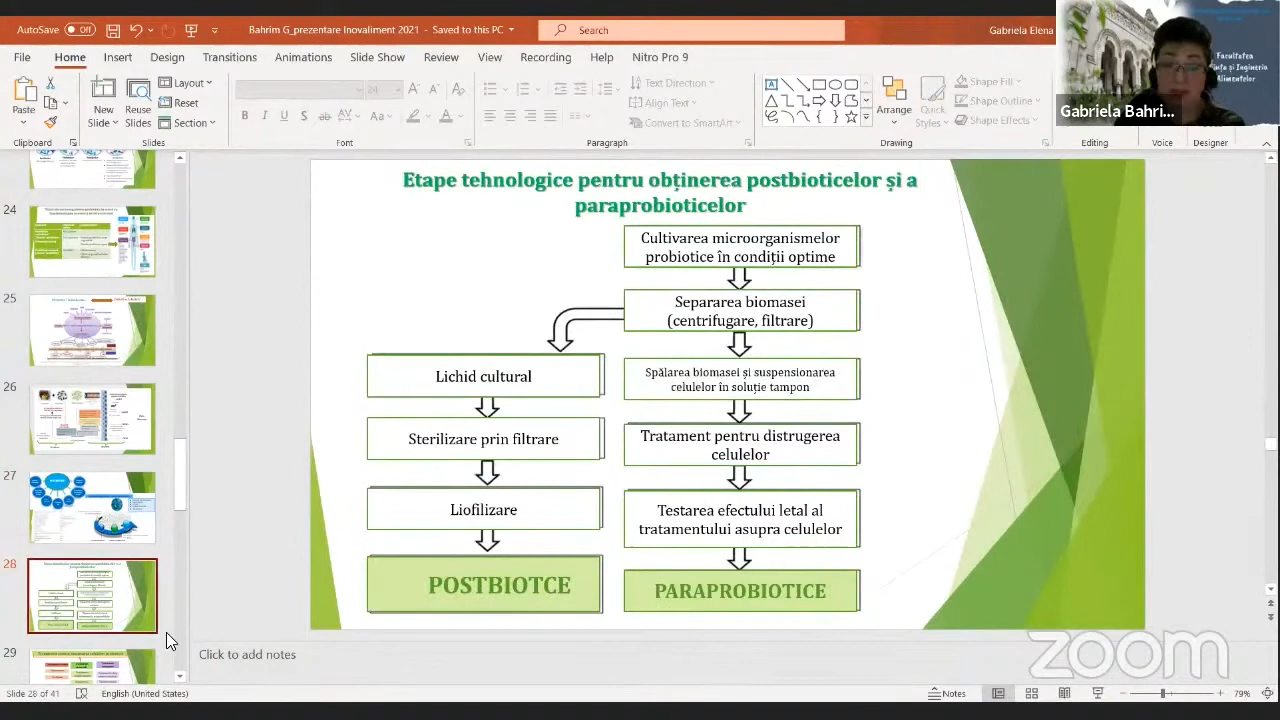 AutoSave Off
Bahrim G_prezentare Inovaliment 2021 - Saved to this PC
Search
Gabriela Elena
File Home Insert Design Transitions Animations Slide Show Review View Recording Help Nitro Pro 9
Paste
New
Slide
Reuse
Slides
Layout
Reset
Section
Text Direction
Align Text
Convert to SmartArt
Arrange
Quick
Styles
Shape Fill
Shape Outline
Shape Effects
Clipboard
Slides
Font
Paragraph
Drawing
Editing
Voice
Designer
Facultatea
Alimentelor
Gabriela Bahri...
24
25
26
27
28
29
Etape tehnologice pentru obținerea postbioticelor și a
paraprobioticelor
Cultivarea microorganismelor
probiotice în condiții optime
Separarea biomasei
(centrifugare, filtrare)
Lichid cultural
Spălarea biomasei și suspensionarea
celulelor în soluție tampon
Sterilizare prin filtrare
Tratament pentru distrugerea
celulelor
Liofilizare
Testarea efectului letal al
tratamentului asupra celulelor
POSTBIOTCE
PARAPROBIOTICE
Click to add notes
zoom
Slide 28 of 41
English (United States)
Notes
79%